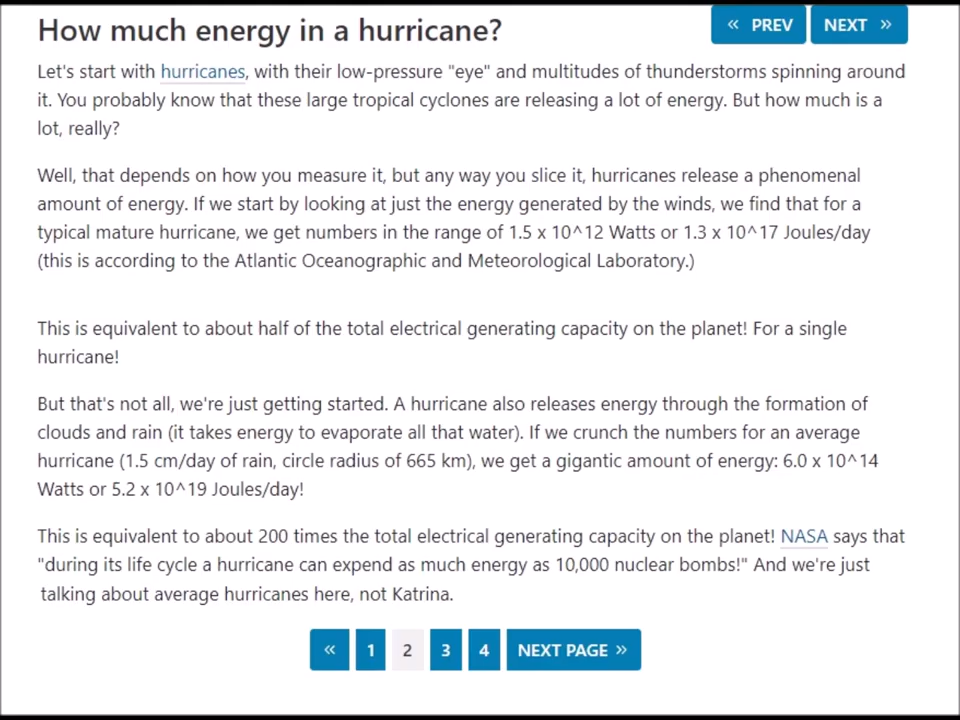 How much energy in a hurricane?
« PREV
NEXT »
Let's start with hurricanes, with their low-pressure "eye" and multitudes of thunderstorms spinning around
it. You probably know that these large tropical cyclones are releasing a lot of energy. But how much is a
lot, really?
Well, that depends on how you measure it, but any way you slice it, hurricanes release a phenomenal
amount of energy. If we start by looking at just the energy generated by the winds, we find that for a
typical mature hurricane, we get numbers in the range of 1.5 x 10^12 Watts or 1.3 x 10^17 Joules/day
(this is according to the Atlantic Oceanographic and Meteorological Laboratory.)
This is equivalent to about half of the total electrical generating capacity on the planet! For a single
hurricane!
But that's not all, we're just getting started. A hurricane also releases energy through the formation of
clouds and rain (it takes energy to evaporate all that water). If we crunch the numbers for an average
hurricane (1.5 cm/day of rain, circle radius of 665 km), we get a gigantic amount of energy: 6.0 x 10^14
Watts or 5.2 x 10^19 Joules/day!
This is equivalent to about 200 times the total electrical generating capacity on the planet! NASA says that
"during its life cycle a hurricane can expend as much energy as 10,000 nuclear bombs!" And we're just
talking about average hurricanes here, not Katrina.
« 1 2 3 4 NEXT PAGE »